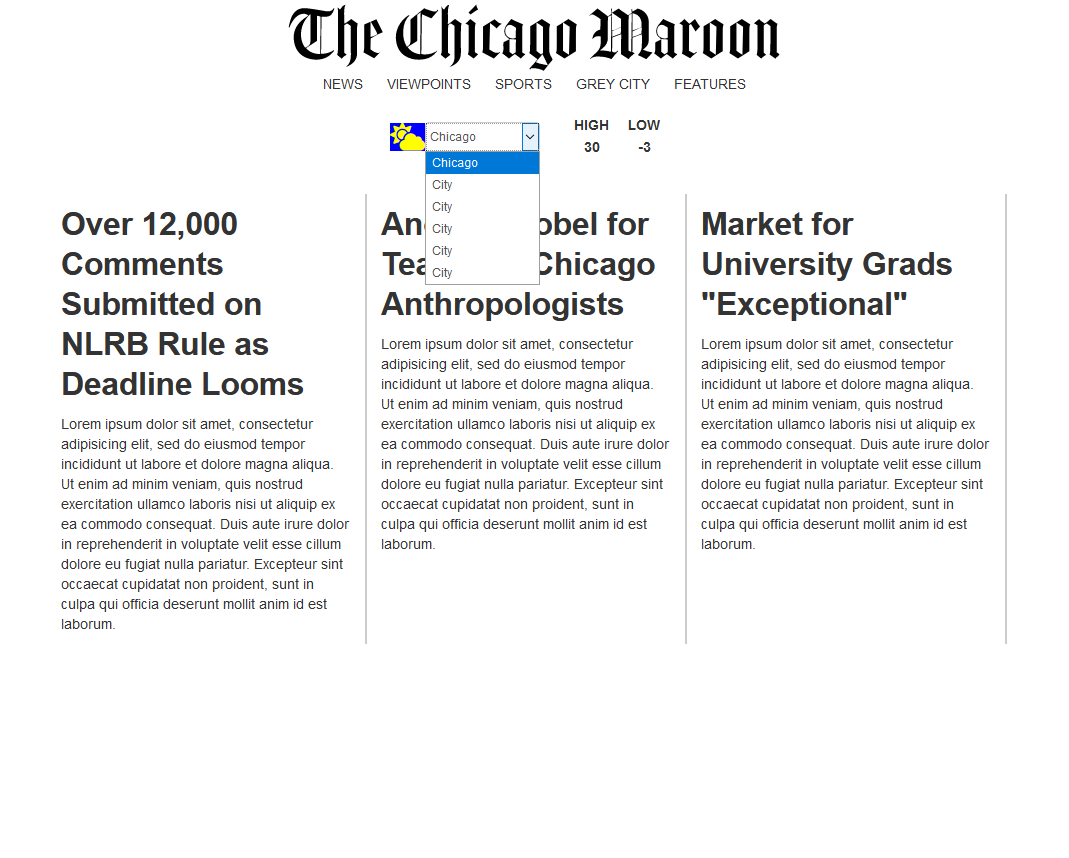 The Chicago Maroon
NEWS VIEWPOINTS SPORTS GREY CITY FEATURES
Chicago
HIGH LOW
30 -3
Chicago
City
City
City
City
City
Over 12,000
Comments
Submitted on
NLRB Rule as
Deadline Looms
Lorem ipsum dolor sit amet, consectetur
adipisicing elit, sed do eiusmod tempor
incididunt ut labore et dolore magna aliqua.
Ut enim ad minim veniam, quis nostrud
exercitation ullamco laboris nisi ut aliquip ex
ea commodo consequat. Duis aute irure dolor
in reprehenderit in voluptate velit esse cillum
dolore eu fugiat nulla pariatur. Excepteur sint
occaecat cupidatat non proident, sunt in
culpa qui officia deserunt mollit anim id est
laborum.
for
Chicago
Anthropologists
Lorem ipsum dolor sit amet, consectetur
adipisicing elit, sed do eiusmod tempor
incididunt ut labore et dolore magna aliqua.
Ut enim ad minim veniam, quis nostrud
exercitation ullamco laboris nisi ut aliquip ex
ea commodo consequat. Duis aute irure dolor
in reprehenderit in voluptate velit esse cillum
dolore eu fugiat nulla pariatur. Excepteur sint
occaecat cupidatat non proident, sunt in
culpa qui officia deserunt mollit anim id est
laborum.
Market for
University Grads
"Exceptional"
Lorem ipsum dolor sit amet, consectetur
adipisicing elit, sed do eiusmod tempor
incididunt ut labore et dolore magna aliqua.
Ut enim ad minim veniam, quis nostrud
exercitation ullamco laboris nisi ut aliquip ex
ea commodo consequat. Duis aute irure dolor
in reprehenderit in voluptate velit esse cillum
dolore eu fugiat nulla pariatur. Excepteur sint
occaecat cupidatat non proident, sunt in
culpa qui officia deserunt mollit anim id est
laborum.